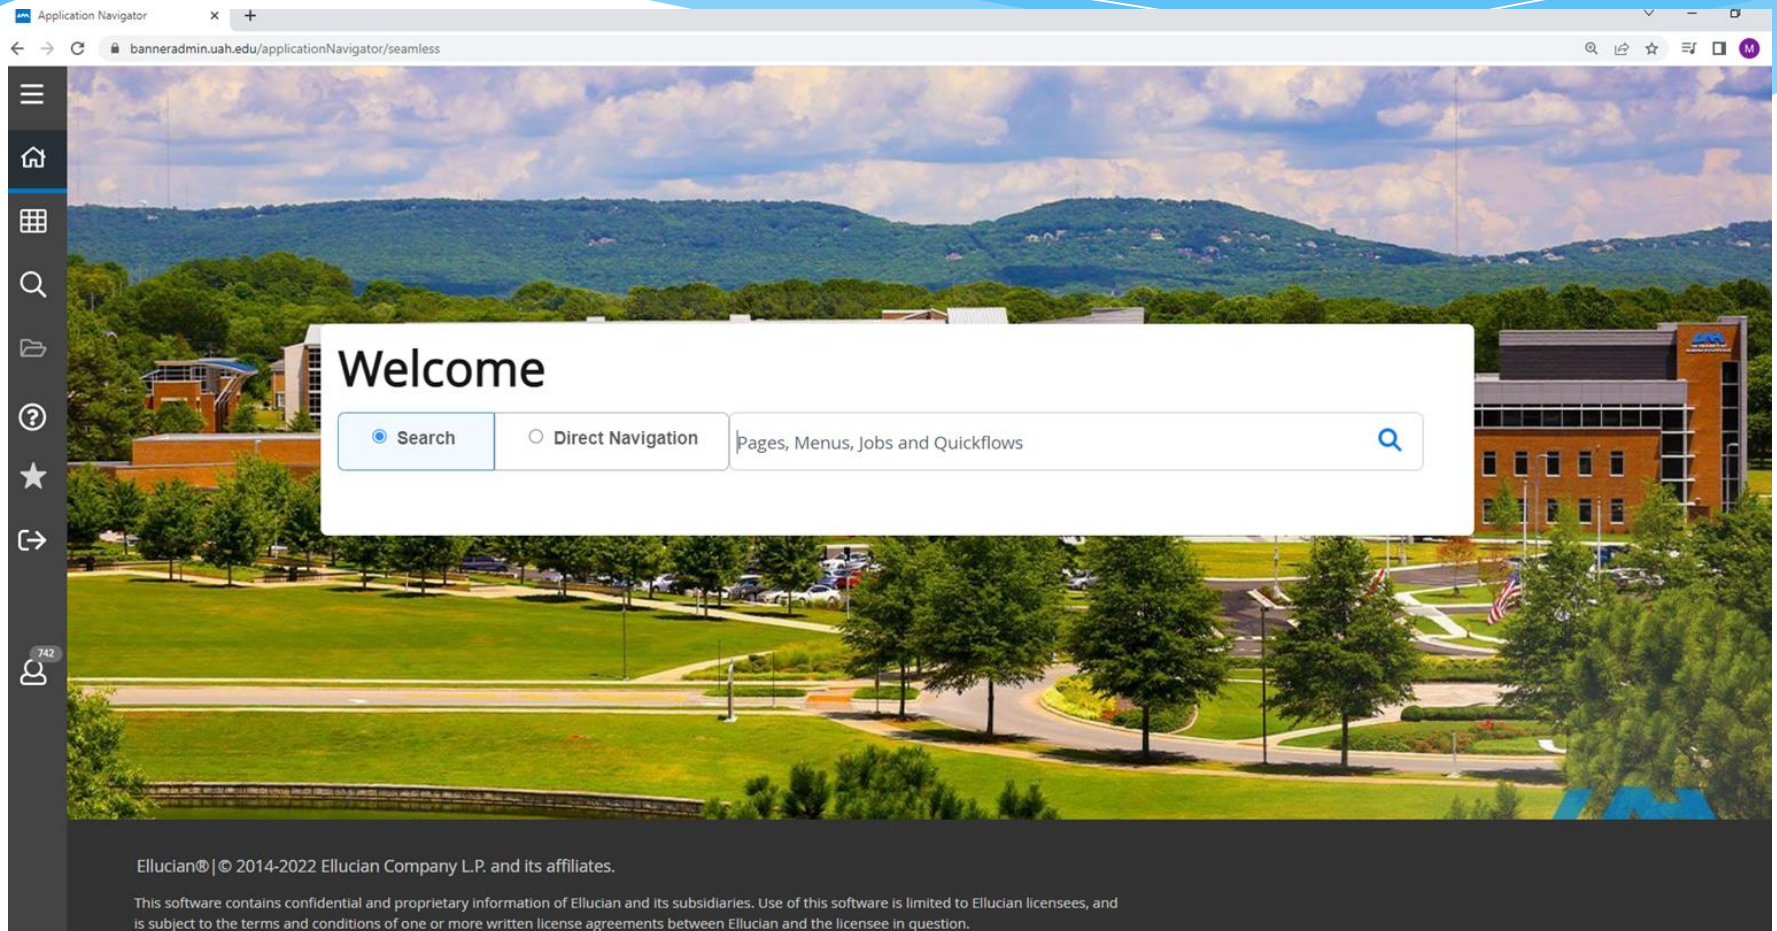 Application Navigator
banneradmin.uah.edu/applicationNavigator/seamless
M
Welcome
Search
Direct Navigation
Pages, Menus, Jobs and Quickflows
742
Ellucian®|© 2014-2022 Ellucian Company L.P. and its affiliates.
This software contains confidential and proprietary information of Ellucian and its subsidiaries. Use of this software is limited to Ellucian licensees, and
is subject to the terms and conditions of one or more written license agreements between Ellucian and the licensee in question.